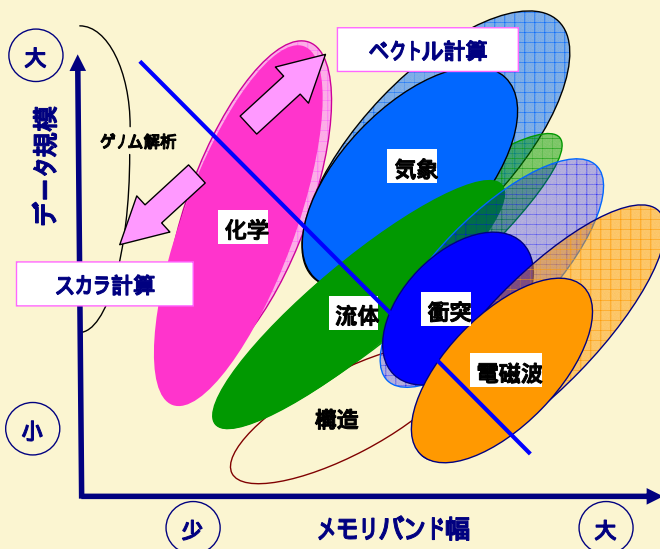 ベクトル計算
大
データ規模
ゲノム解析
気象
化学
スカラ計算
流体
衝突
電磁波
構造
小
少
メモリバンド幅
大